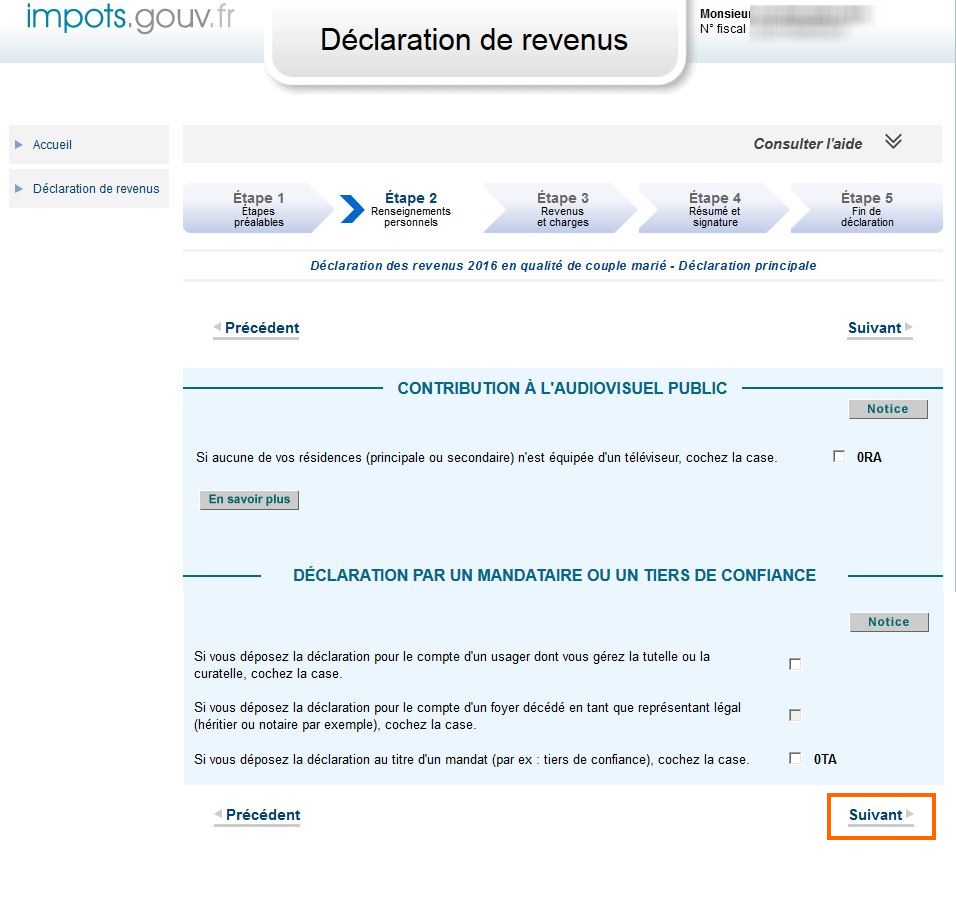 impots.gouv.fr
Déclaration de revenus
Monsieur
N° fiscal
Accueil
Déclaration de revenus
Consulter l'aide
Étape 1
Étapes
préalables
Étape 2
Renseignements
personnels
Étape 3
Revenus
et charges
Étape 4
Résumé et
signature
Étape 5
Fin de
déclaration
Déclaration des revenus 2016 en qualité de couple marié - Déclaration principale
Précédent
Suivant
CONTRIBUTION À L'AUDIOVISUEL PUBLIC
Notice
Si aucune de vos résidences (principale ou secondaire) n'est équipée d'un téléviseur, cochez la case.
0RA
En savoir plus
DÉCLARATION PAR UN MANDATAIRE OU UN TIERS DE CONFIANCE
Notice
Si vous déposez la déclaration pour le compte d'un usager dont vous gérez la tutelle ou la
curatelle, cochez la case.
Si vous déposez la déclaration pour le compte d'un foyer décédé en tant que représentant légal
(héritier ou notaire par exemple), cochez la case.
Si vous déposez la déclaration au titre d'un mandat (par ex : tiers de confiance), cochez la case.
0TA
Précédent
Suivant